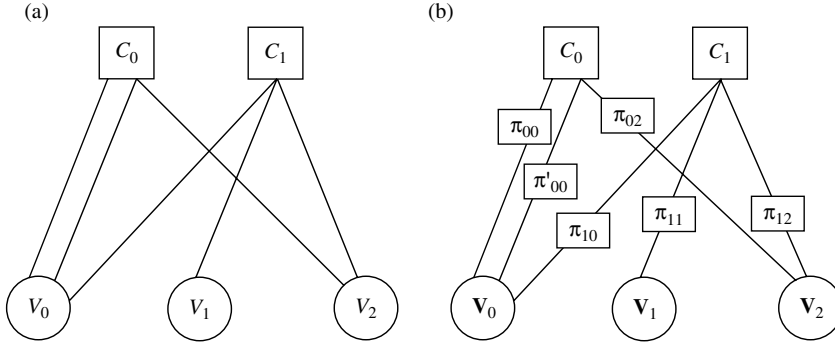 (a) (b)
C₀ C₁ C₀ C₁
π₀₀ π₀₂
π'₀₀
π₁₀ π₁₁ π₁₂
V₀ V₁ V₂ V₀ V₁ V₂